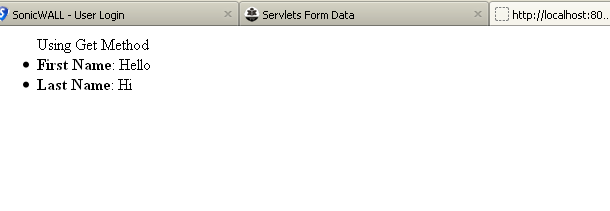 SonicWALL - User Login
Servlets Form Data
http://localhost:80...
Using Get Method
First Name: Hello
Last Name: Hi